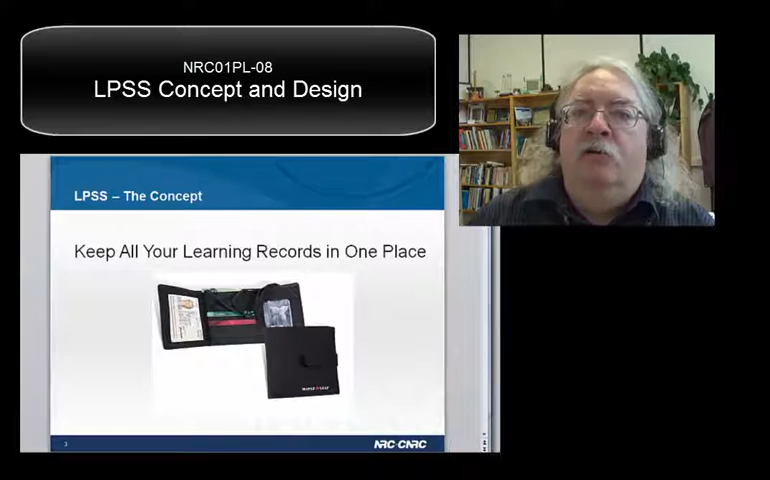 NRC01PL-08
LPSS Concept and Design
LPSS – The Concept
Keep All Your Learning Records in One Place
3
NRC·CNRC